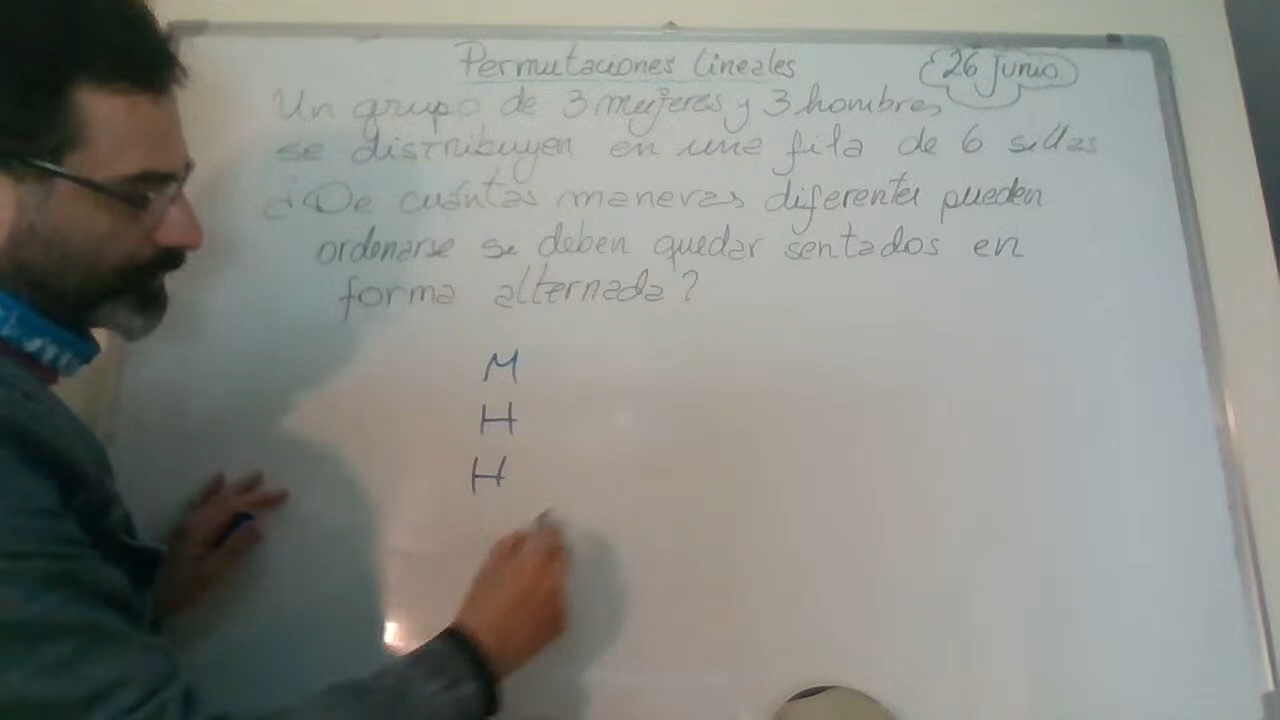 Permutaciones lineales
26 Junio
Un grupo de 3 mujeres y 3 hombres
se distribuyen en una fila de 6 sillas
¿De cuántas maneras diferentes pueden
ordenarse se deben quedar sentados en
forma alternada?
M
H
H